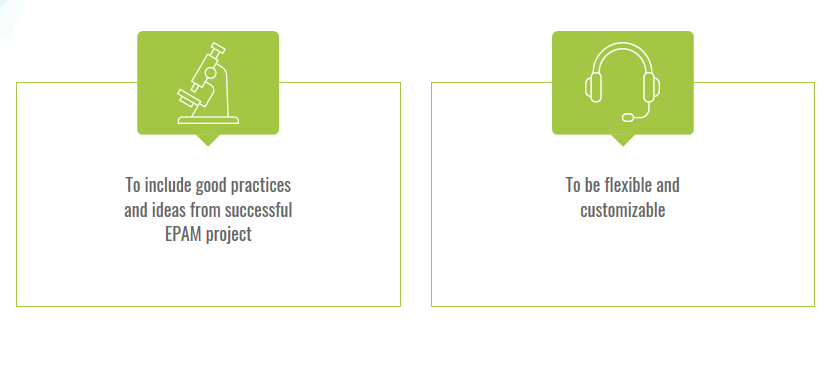 To include good practices
and ideas from successful
EPAM project
To be flexible and
customizable